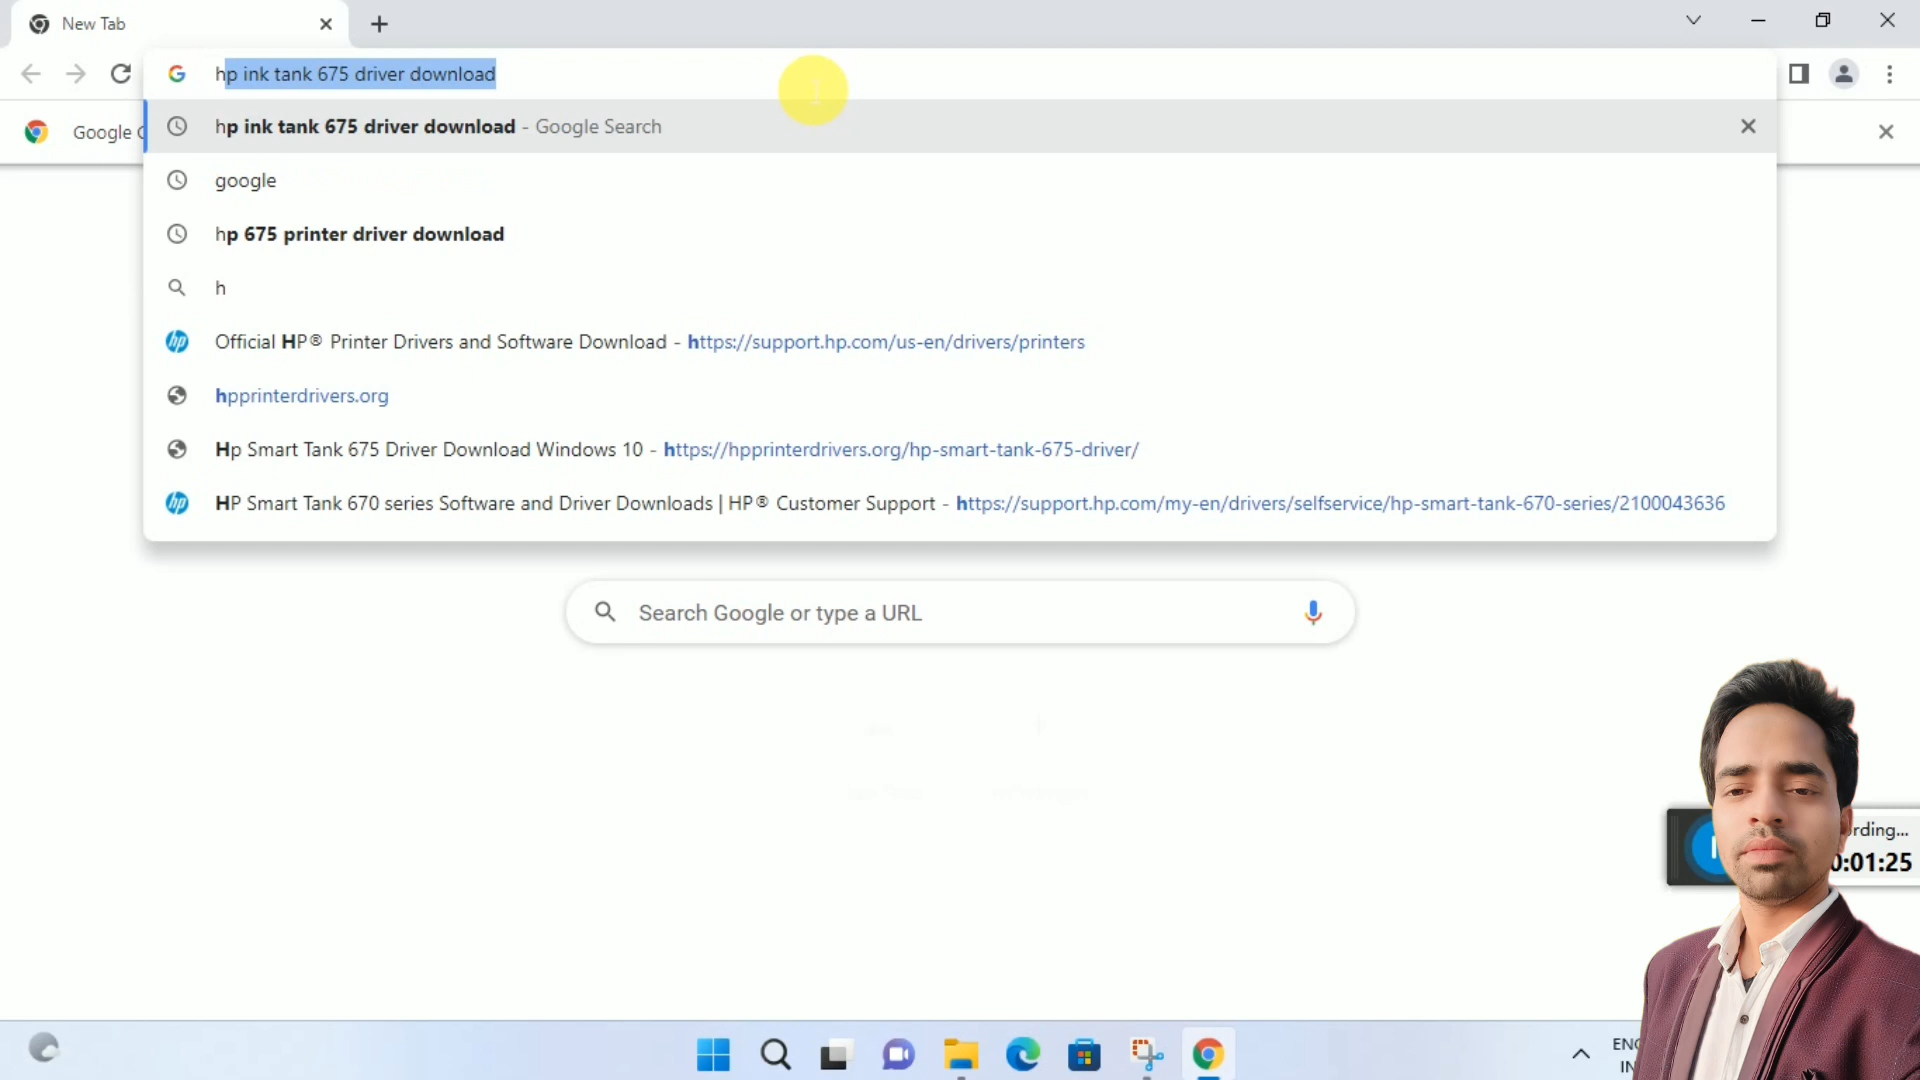 New Tab
hp ink tank 675 driver download
Google
hp ink tank 675 driver download - Google Search
google
hp 675 printer driver download
h
Official HP® Printer Drivers and Software Download - https://support.hp.com/us-en/drivers/printers
hpprinterdrivers.org
Hp Smart Tank 675 Driver Download Windows 10 - https://hpprinterdrivers.org/hp-smart-tank-675-driver/
HP Smart Tank 670 series Software and Driver Downloads | HP® Customer Support - https://support.hp.com/my-en/drivers/selfservice/hp-smart-tank-670-series/2100043636
Search Google or type a URL
rding...
0:01:25
ENG
IN